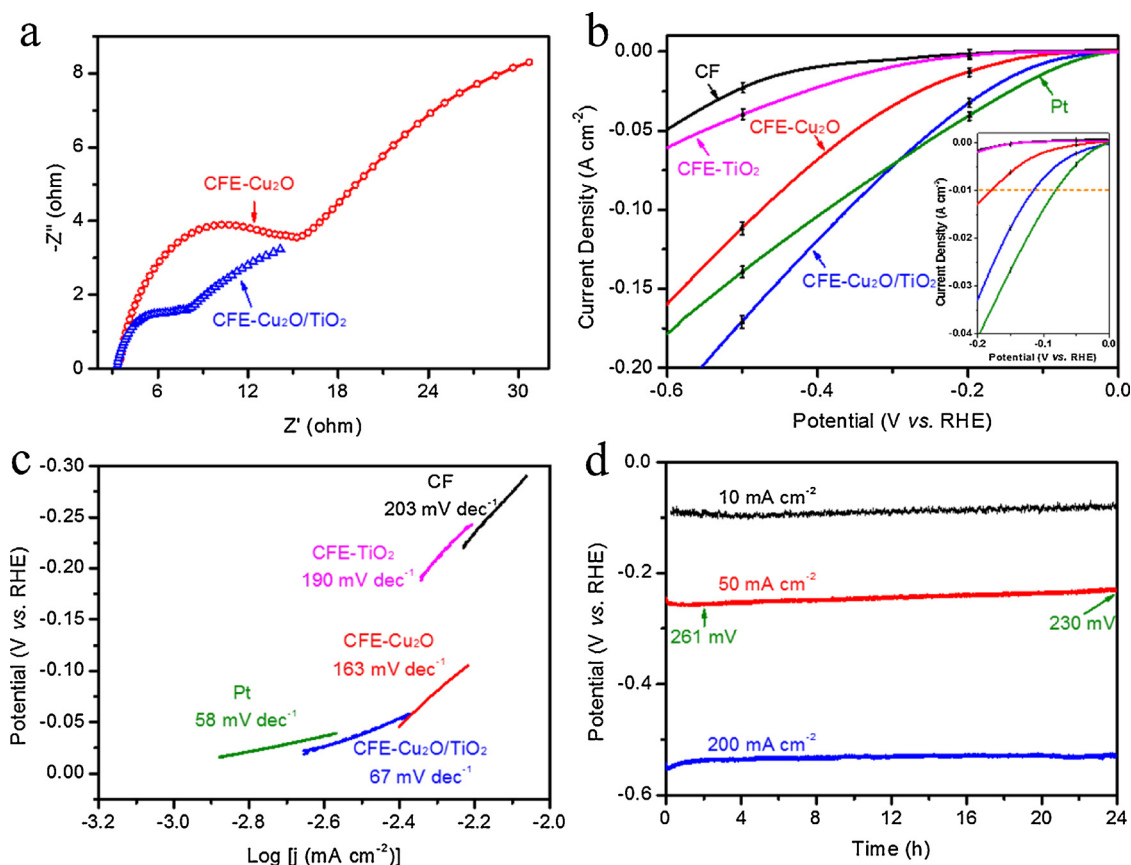 a
-Z" (ohm)
8
6
4
2
0
CFE-Cu₂O
CFE-Cu₂O/TiO₂
6 12 18 24 30
Z' (ohm)
b
Current Density (A cm⁻²)
0.00
-0.05
-0.10
-0.15
-0.20
CF
CFE-TiO₂
CFE-Cu₂O
Pt
CFE-Cu₂O/TiO₂
-0.6 -0.4 -0.2 0.0
Potential (V vs. RHE)
Current Density (A cm⁻²)
0.00
-0.01
-0.02
-0.03
-0.04
-0.2 -0.1 0.0
Potential (V vs. RHE)
c
Potential (V vs. RHE)
-0.30
-0.25
-0.20
-0.15
-0.10
-0.05
0.00
CF
203 mV dec⁻¹
CFE-TiO₂
190 mV dec⁻¹
CFE-Cu₂O
163 mV dec⁻¹
Pt
58 mV dec⁻¹
CFE-Cu₂O/TiO₂
67 mV dec⁻¹
-3.2 -3.0 -2.8 -2.6 -2.4 -2.2 -2.0
Log [j (mA cm⁻²)]
d
Potential (V vs. RHE)
0.0
-0.2
-0.4
-0.6
10 mA cm⁻²
50 mA cm⁻²
261 mV
230 mV
200 mA cm⁻²
0 4 8 12 16 20 24
Time (h)